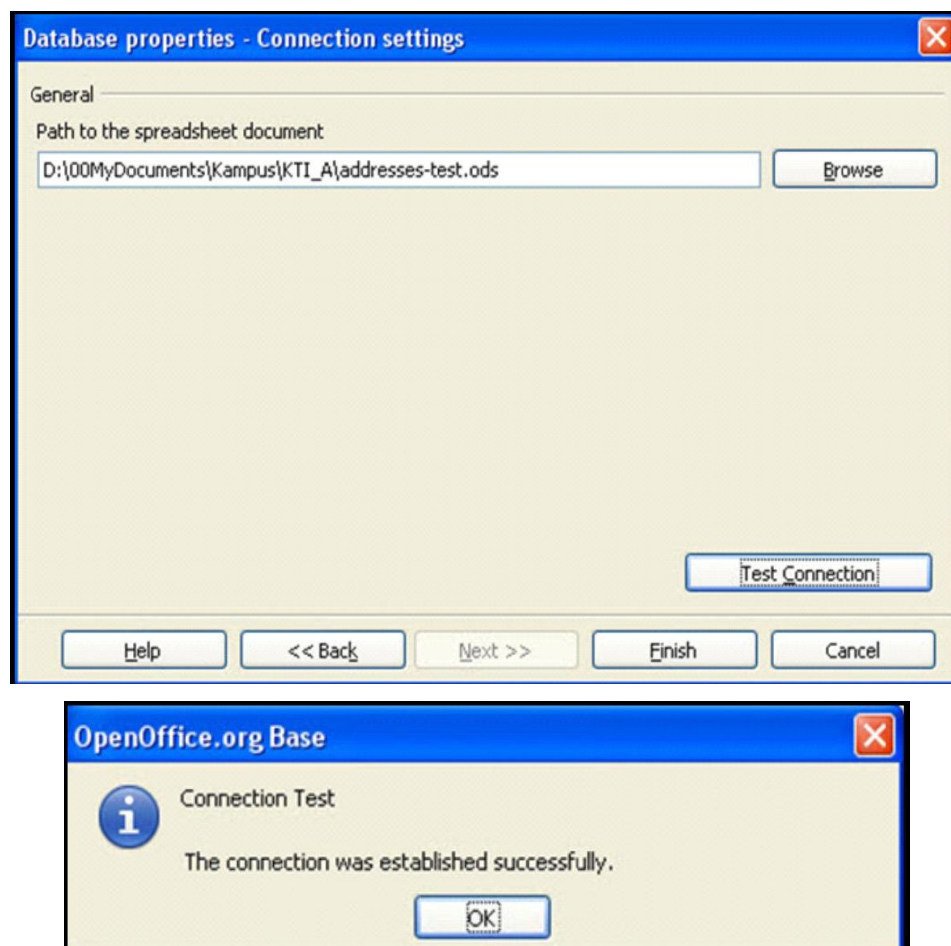 Database properties - Connection settings
General
Path to the spreadsheet document
D:\00MyDocuments\Kampus\KTI_A\addresses-test.ods
Browse
Test Connection
Help
<< Back
Next >>
Finish
Cancel
OpenOffice.org Base
Connection Test
The connection was established successfully.
OK